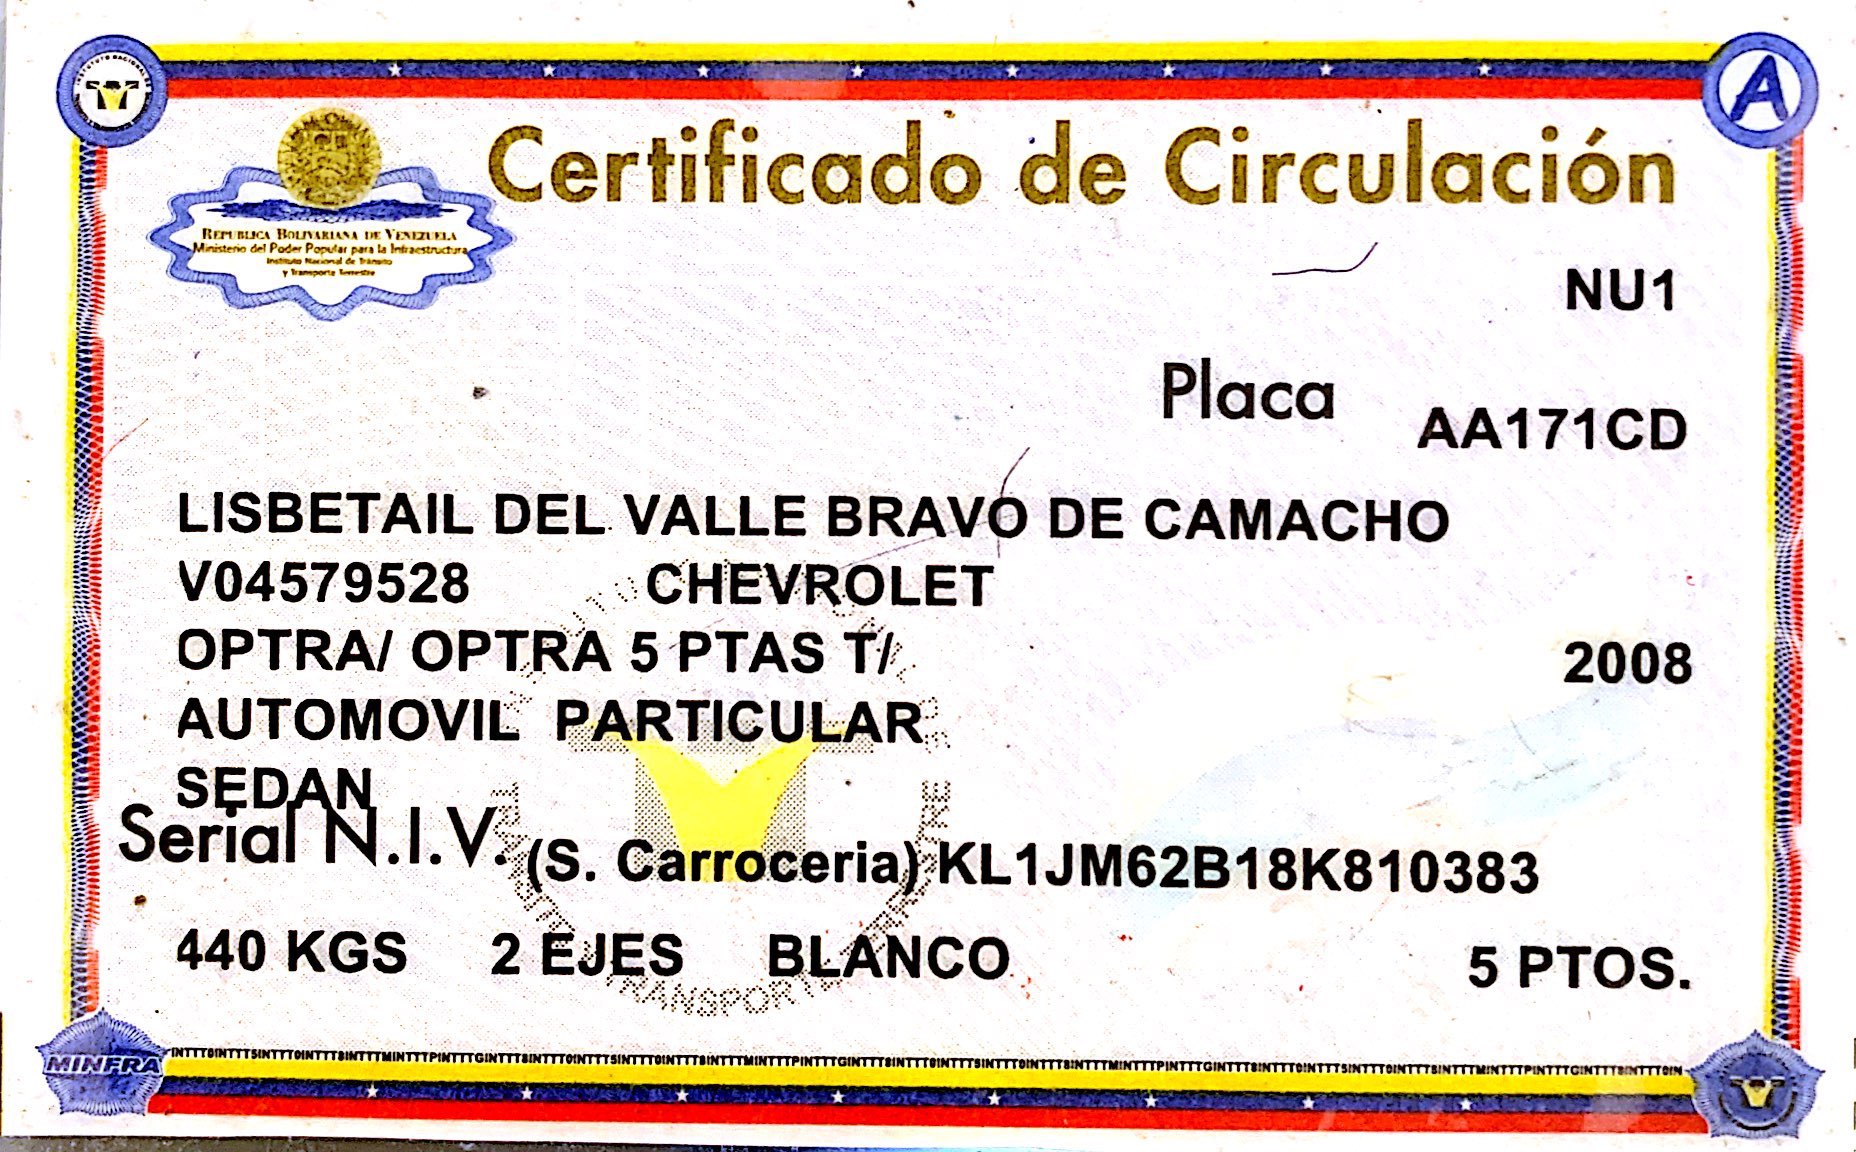 Certificado de Circulación
REPUBLICA BOLIVARIANA DE VENEZUELA
Ministerio del Poder Popular para la Infraestructura
Instituto Nacional de Tránsito
y Transporte Terrestre
A
NU1
Placa AA171CD
LISBETAIL DEL VALLE BRAVO DE CAMACHO
V04579528 CHEVROLET
OPTRA/ OPTRA 5 PTAS T/ 2008
AUTOMOVIL PARTICULAR
SEDAN
Serial N.I.V. (S. Carroceria) KL1JM62B18K810383
440 KGS 2 EJES BLANCO 5 PTOS.
MINFRA